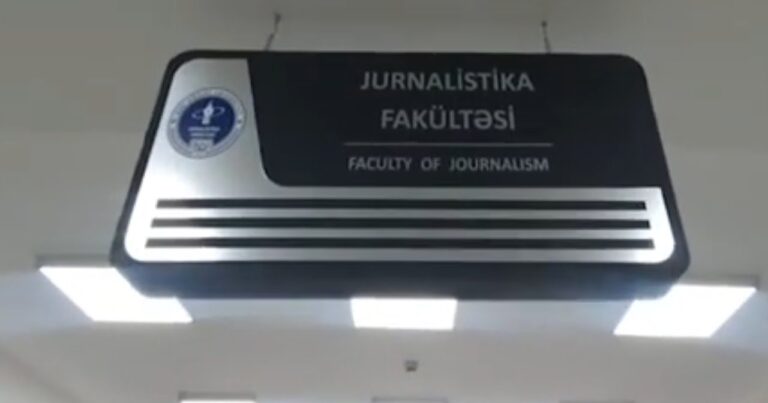 JURNALİSTİKA
FAKÜLTƏSİ
FACULTY OF JOURNALISM